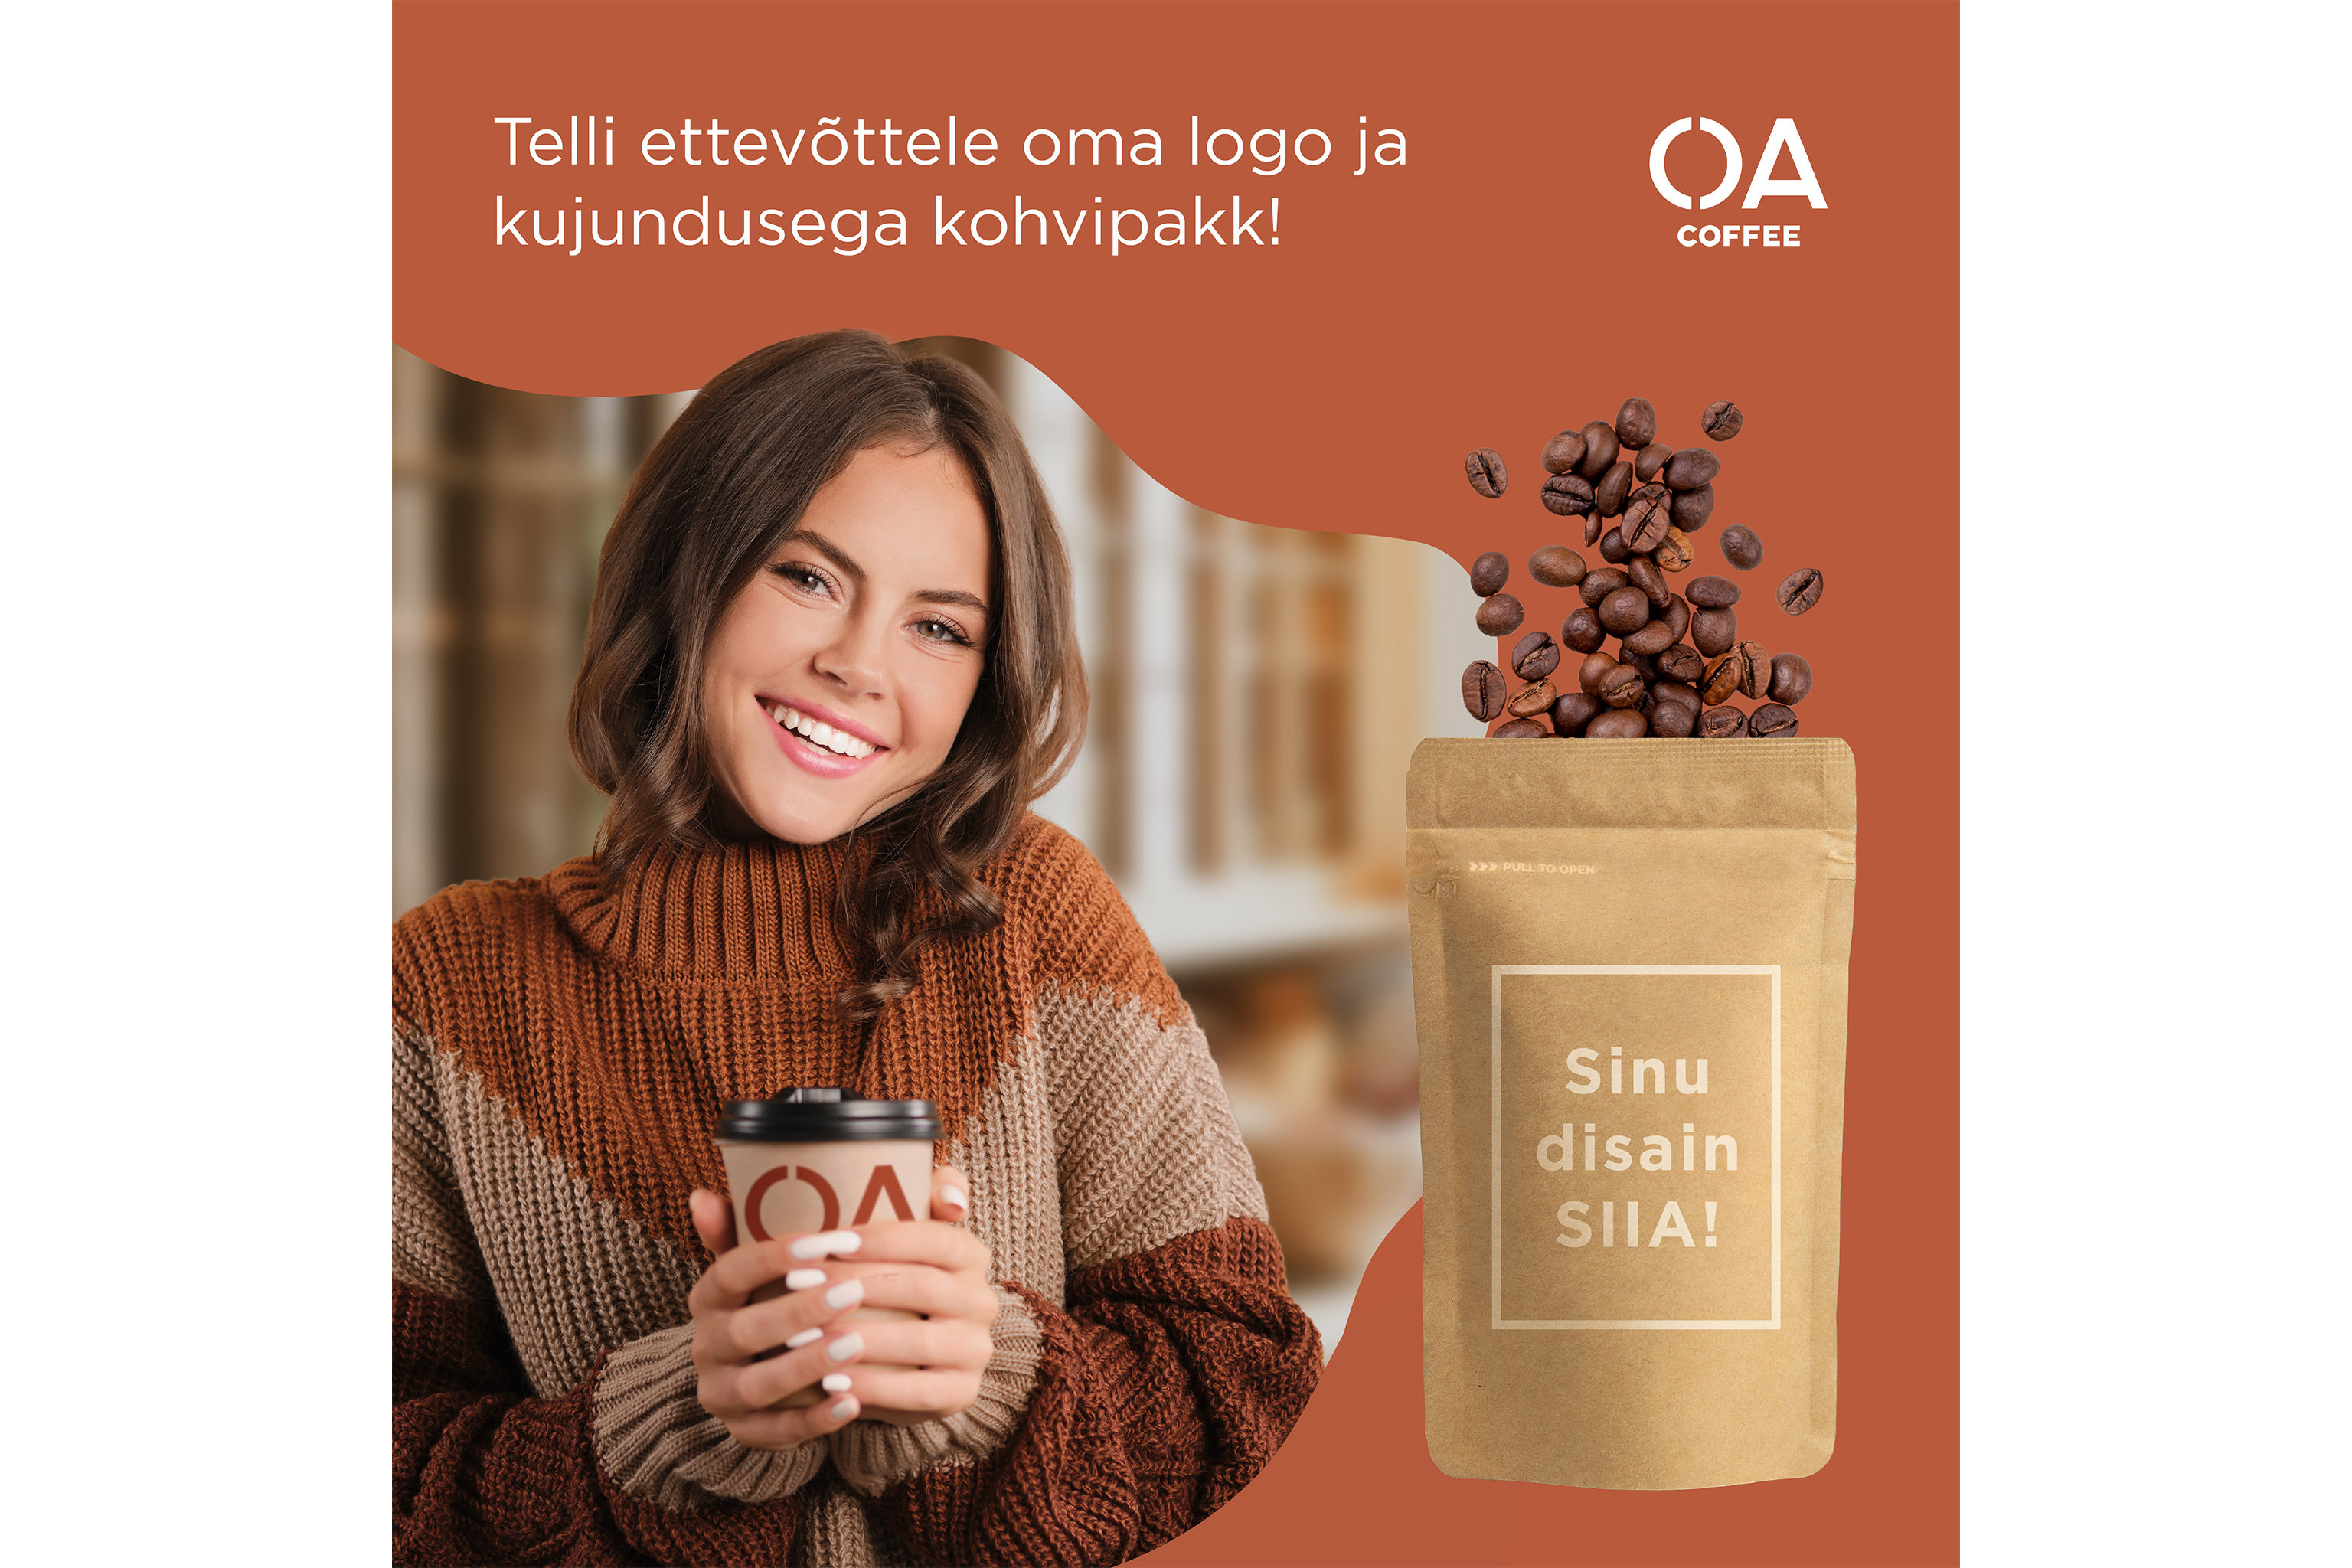 Telli ettevõttele oma logo ja
kujundusega kohvipakk!
OA
COFFEE
>>> PULL TO OPEN
Sinu
disain
SIIA!
OA